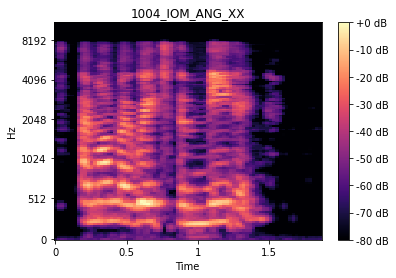 1004_IOM_ANG_XX
8192
4096
2048
1024
512
0
Hz
0
0.5
1
1.5
Time
+0 dB
-10 dB
-20 dB
-30 dB
-40 dB
-50 dB
-60 dB
-70 dB
-80 dB